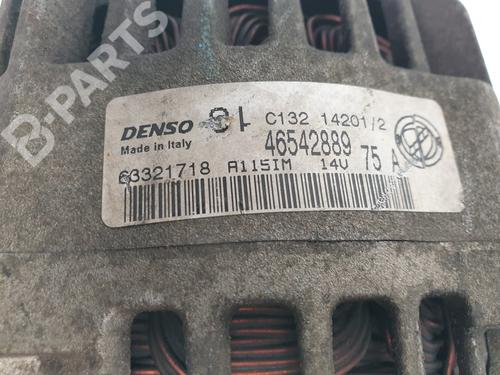 B-PARTS
DENSO C132 14201/2
Made in Italy 46542889
63321718 A115IM 14V 75 A